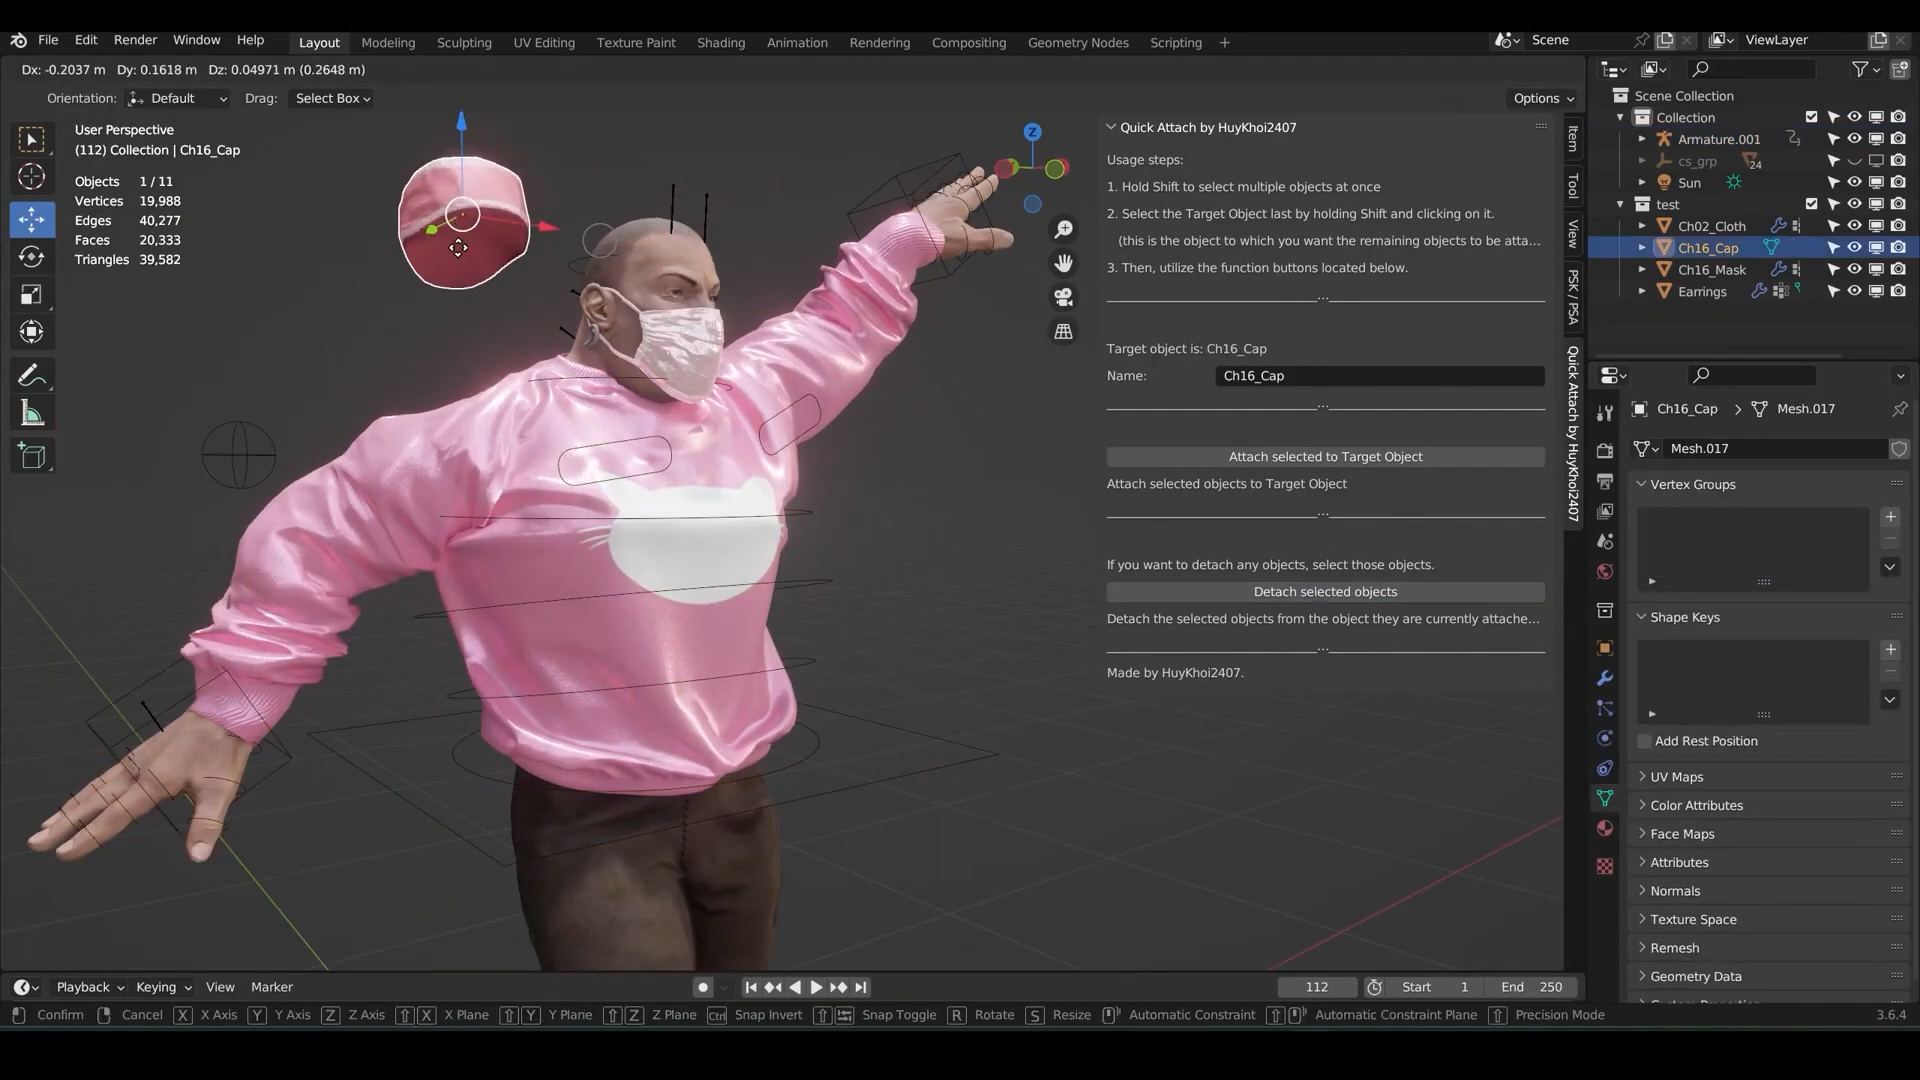 File Edit Render Window Help Layout Modeling Sculpting UV Editing Texture Paint Shading Animation Rendering Compositing Geometry Nodes Scripting + Scene ViewLayer
Dx: -0.2037 m Dy: 0.1618 m Dz: 0.04971 m (0.2648 m)
Orientation: Default Drag: Select Box Options
User Perspective
(112) Collection | Ch16_Cap
Objects 1 / 11
Vertices 19,988
Edges 40,277
Faces 20,333
Triangles 39,582
Z
Quick Attach by HuyKhoi2407
Usage steps:
1. Hold Shift to select multiple objects at once
2. Select the Target Object last by holding Shift and clicking on it.
(this is the object to which you want the remaining objects to be atta...
3. Then, utilize the function buttons located below.
...
Target object is: Ch16_Cap
Name: Ch16_Cap
...
Attach selected to Target Object
Attach selected objects to Target Object
...
If you want to detach any objects, select those objects.
Detach selected objects
Detach the selected objects from the object they are currently attache...
...
Made by HuyKhoi2407.
Item
Tool
View
PSK / PSA
Quick Attach by HuyKhoi2407
Scene Collection
Collection
Armature.001
cs_grp 24
Sun
test
Ch02_Cloth
Ch16_Cap
Ch16_Mask
Earrings
Ch16_Cap > Mesh.017
Mesh.017
Vertex Groups
Shape Keys
Add Rest Position
UV Maps
Color Attributes
Face Maps
Attributes
Normals
Texture Space
Remesh
Geometry Data
Playback Keying View Marker 112 Start 1 End 250
Confirm Cancel X X Axis Y Y Axis Z Z Axis X X Plane Y Y Plane Z Z Plane Ctrl Snap Invert Snap Toggle R Rotate S Resize Automatic Constraint Automatic Constraint Plane Precision Mode 3.6.4